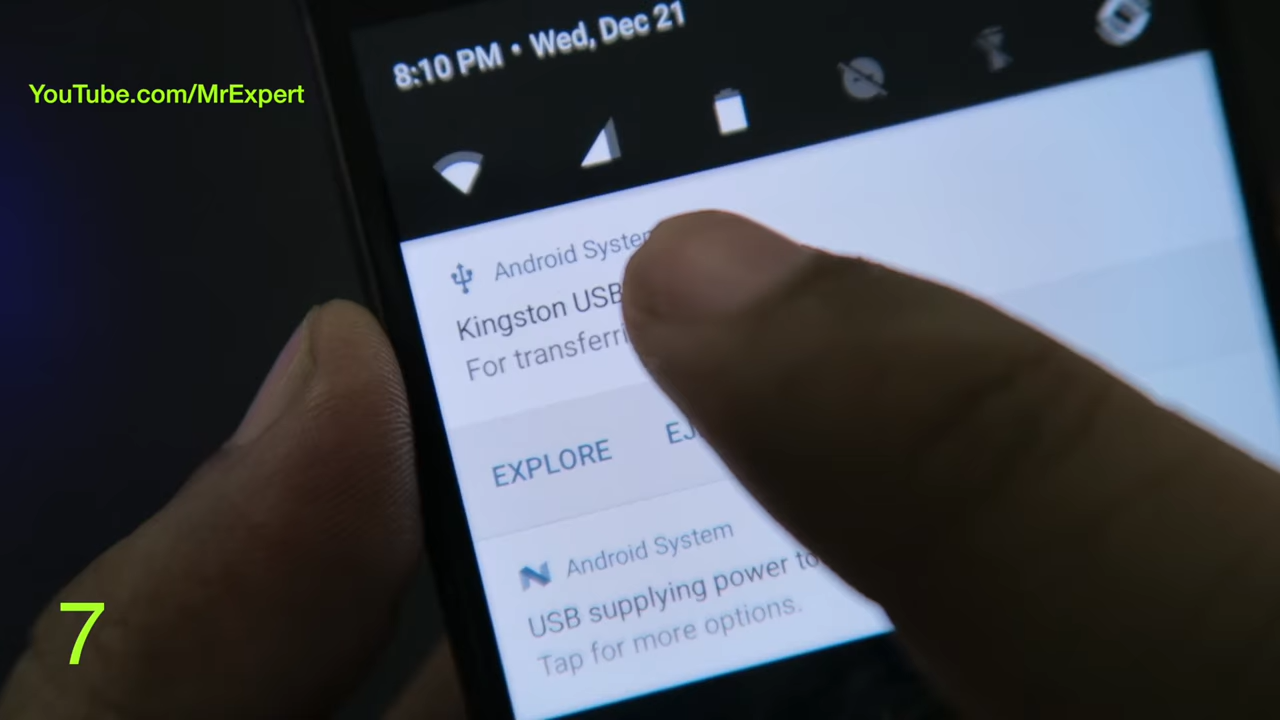 8:10 PM • Wed, Dec 21
YouTube.com/MrExpert
Android System
Kingston USB
For transferri
EXPLORE EJ
Android System
USB supplying power to
Tap for more options.
7